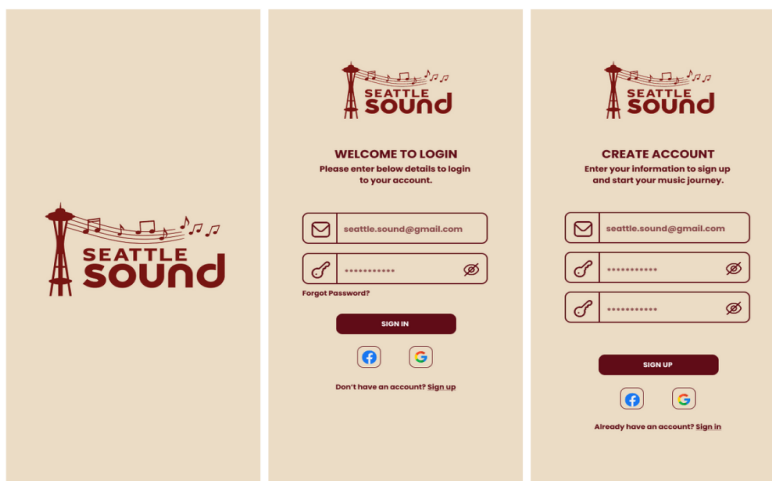 SEATTLE
sound
SEATTLE
sound
WELCOME TO LOGIN
Please enter below details to login
to your account.
seattle.sound@gmail.com
***********
Forgot Password?
SIGN IN
Don't have an account? Sign up
SEATTLE
sound
CREATE ACCOUNT
Enter your information to sign up
and start your music journey.
seattle.sound@gmail.com
***********
***********
SIGN UP
Already have an account? Sign in